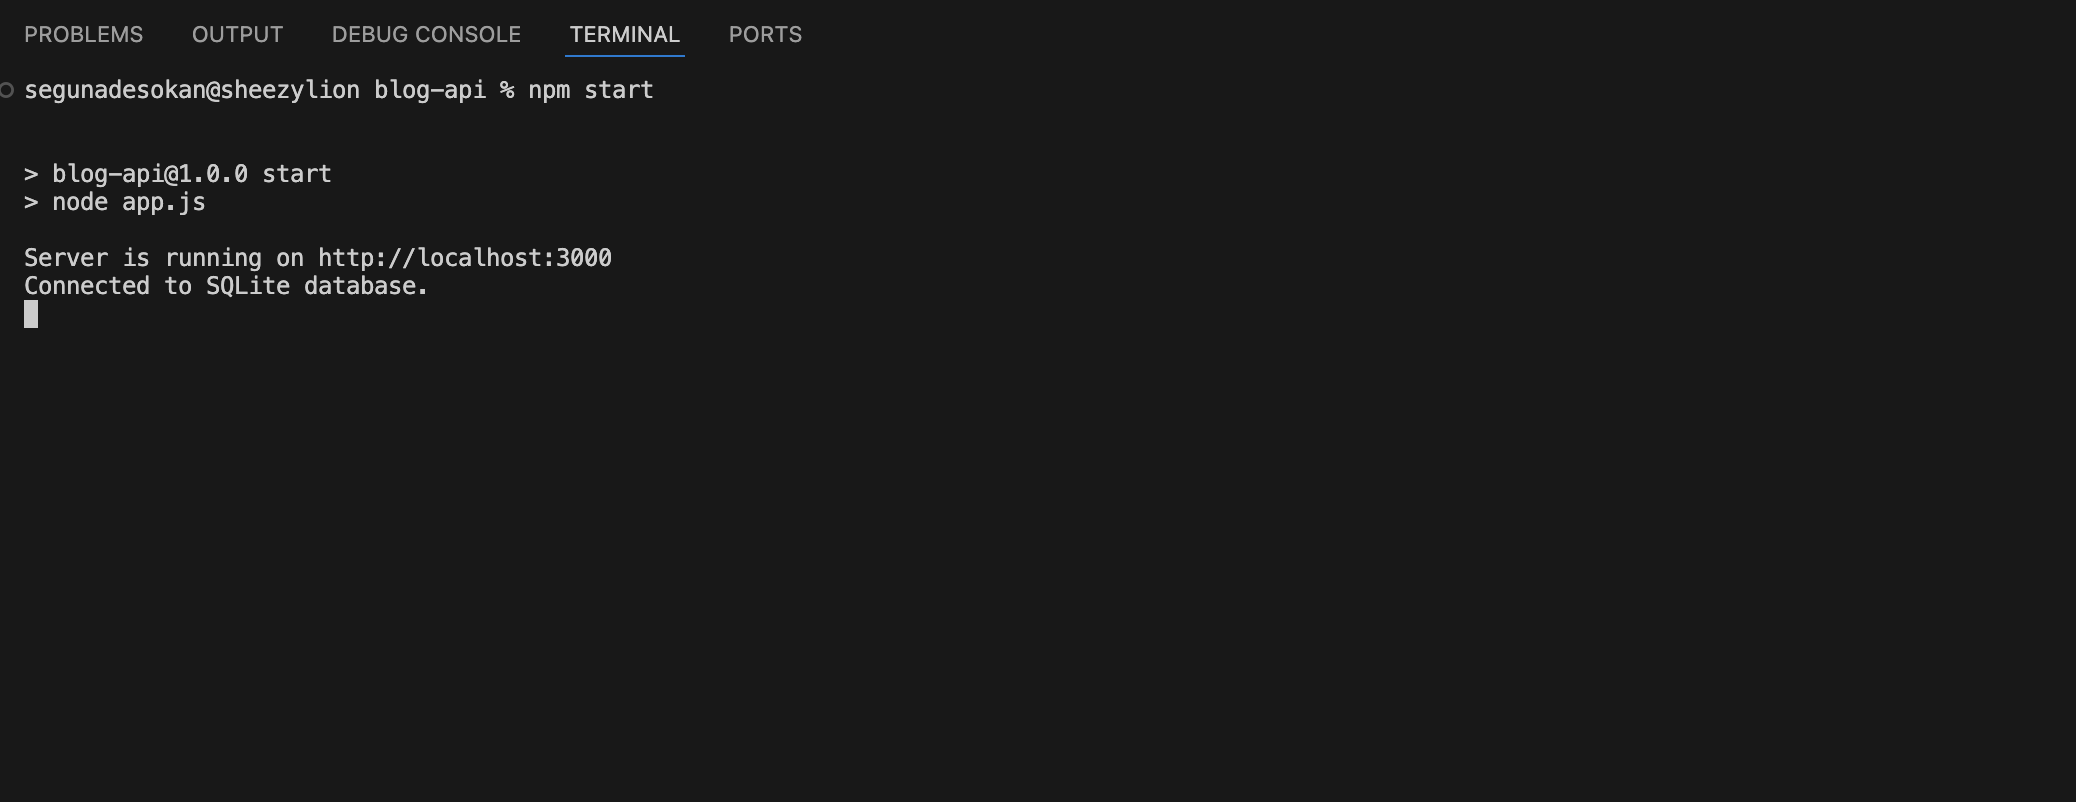 PROBLEMS OUTPUT DEBUG CONSOLE TERMINAL PORTS
segunadesokan@sheezylion blog-api % npm start
> blog-api@1.0.0 start
> node app.js
Server is running on http://localhost:3000
Connected to SQLite database.